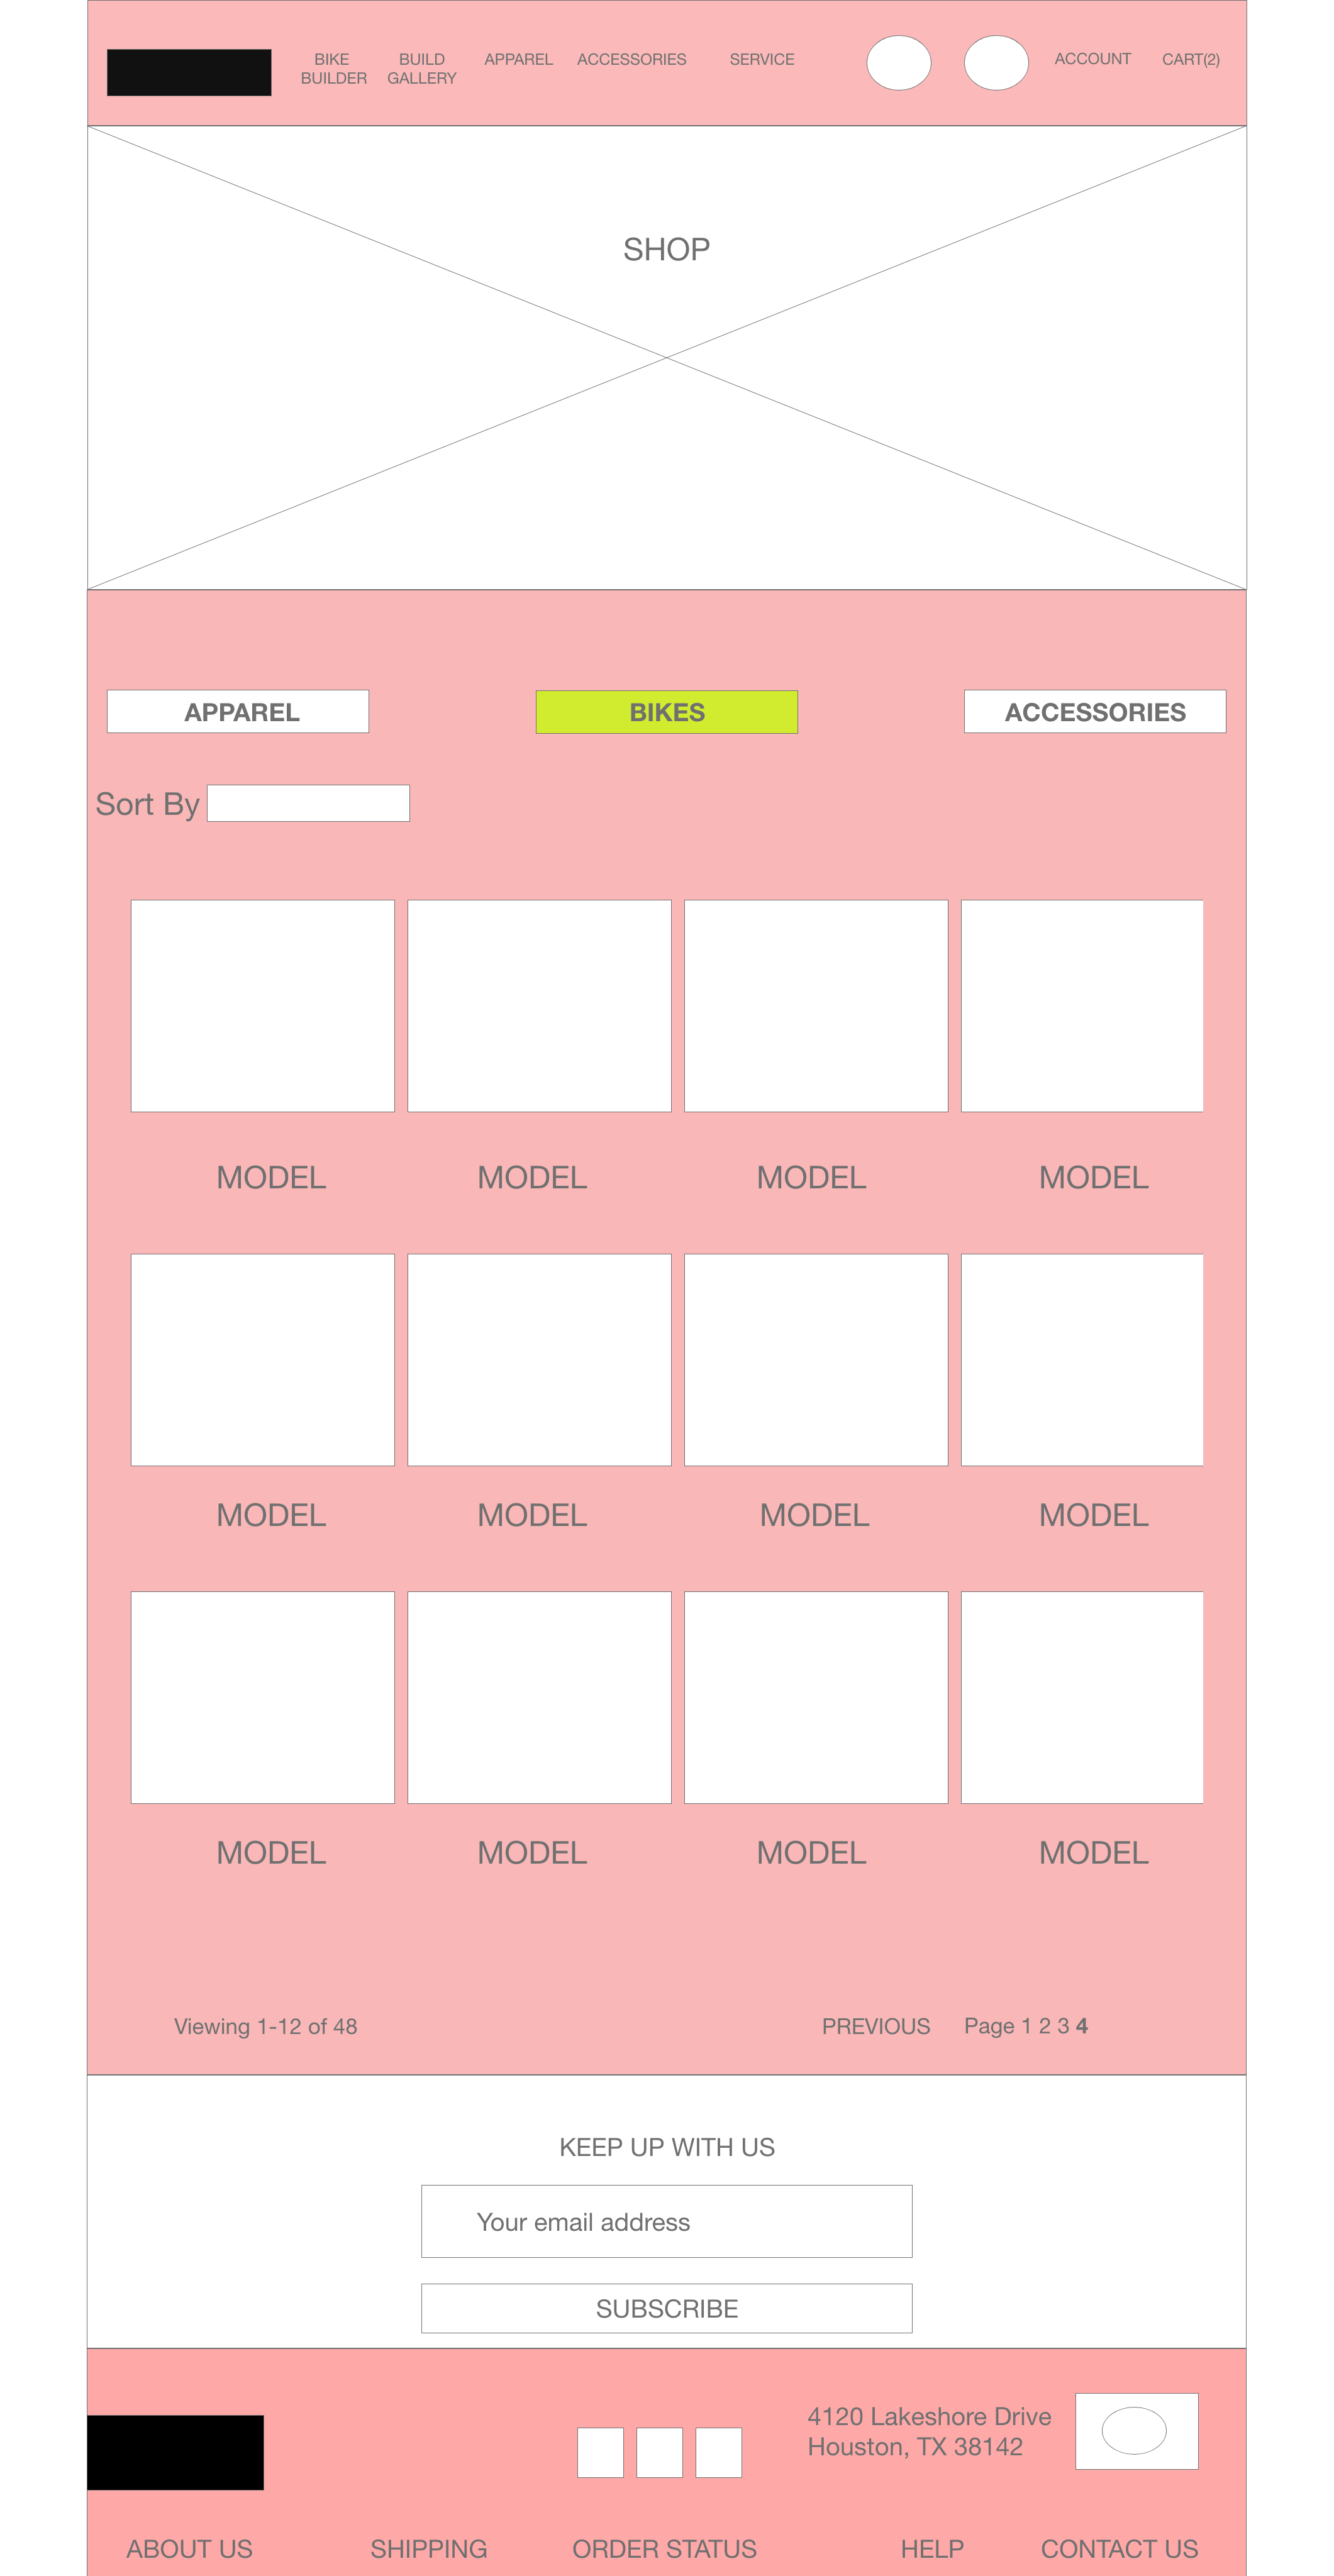 BIKE
BUILDER
BUILD
GALLERY
APPAREL
ACCESSORIES
SERVICE
ACCOUNT
CART(2)
SHOP
APPAREL
BIKES
ACCESSORIES
Sort By
MODEL MODEL MODEL MODEL
MODEL MODEL MODEL MODEL
MODEL MODEL MODEL MODEL
Viewing 1-12 of 48
PREVIOUS
Page 1 2 3 4
KEEP UP WITH US
Your email address
SUBSCRIBE
4120 Lakeshore Drive
Houston, TX 38142
ABOUT US
SHIPPING
ORDER STATUS
HELP
CONTACT US